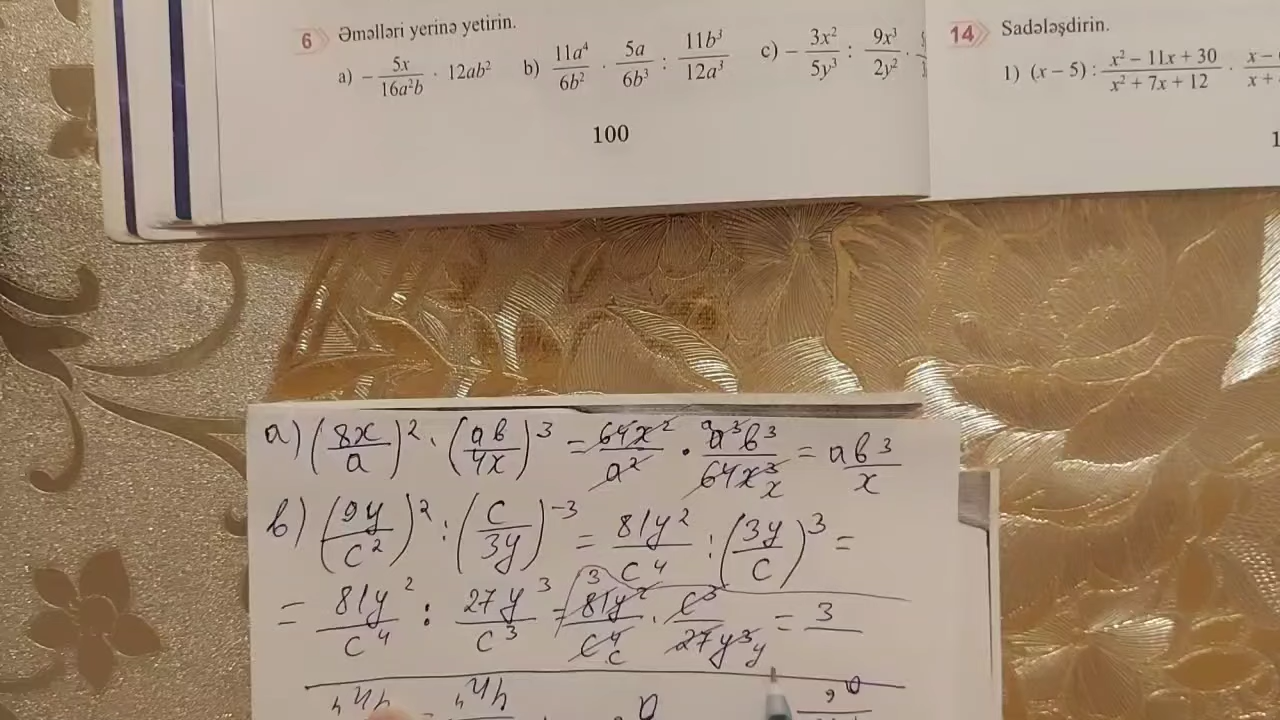 6 Əməlləri yerinə yetirin.
a) − 5x/16a²b · 12ab² b) 11a⁴/6b² · 5a/6b³ : 11b³/12a³ c) − 3x²/5y³ : 9x³/2y² ·
100
14 Sadələşdirin.
1) (x − 5) : x² − 11x + 30/x² + 7x + 12 · x −/x +
a) (8x/a)² · (ab/4x)³ = 64x²/a² · a³b³/64x³ = ab³/x
b) (9y/c²)² : (c/3y)⁻³ = 81y²/c⁴ : (3y/c)³ =
= 81y²/c⁴ : 27y³/c³ = 81y²/c⁴ · c³/27y³ = 3